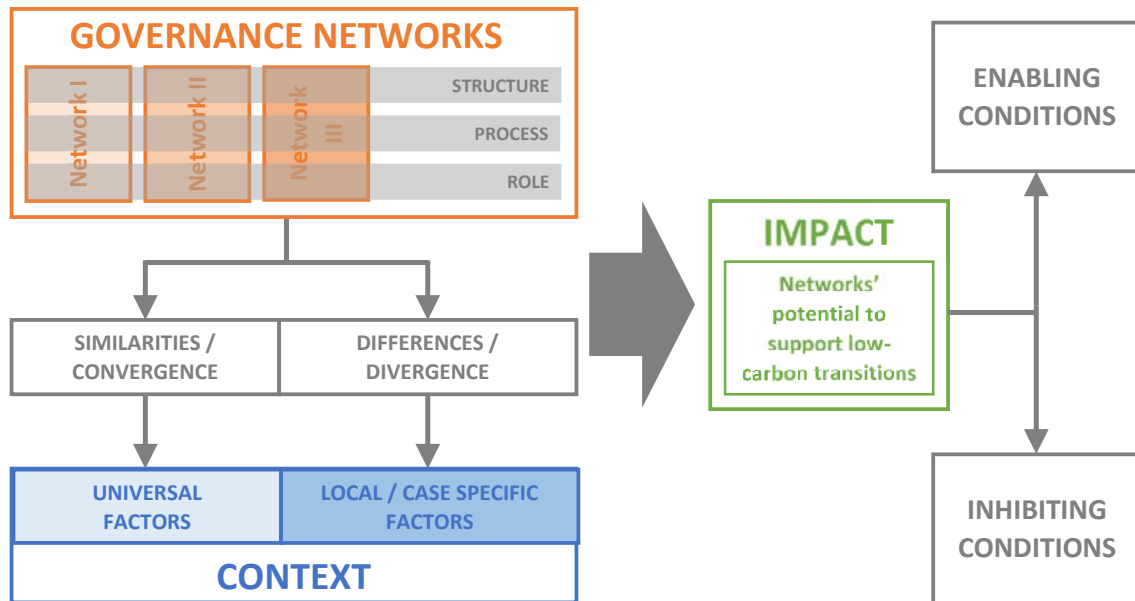 GOVERNANCE NETWORKS
Network I
Network II
Network
III
STRUCTURE
PROCESS
ROLE
SIMILARITIES /
CONVERGENCE
DIFFERENCES /
DIVERGENCE
UNIVERSAL
FACTORS
LOCAL / CASE SPECIFIC
FACTORS
CONTEXT
IMPACT
Networks'
potential to
support low-
carbon transitions
ENABLING
CONDITIONS
INHIBITING
CONDITIONS